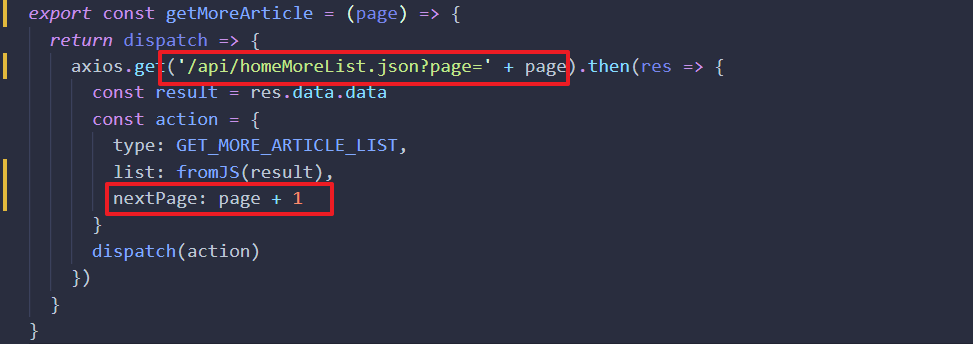 export const getMoreArticle = (page) => {
return dispatch => {
axios.get('/api/homeMoreList.json?page=' + page).then(res => {
const result = res.data.data
const action = {
type: GET_MORE_ARTICLE_LIST,
list: fromJS(result),
nextPage: page + 1
}
dispatch(action)
})
}
}